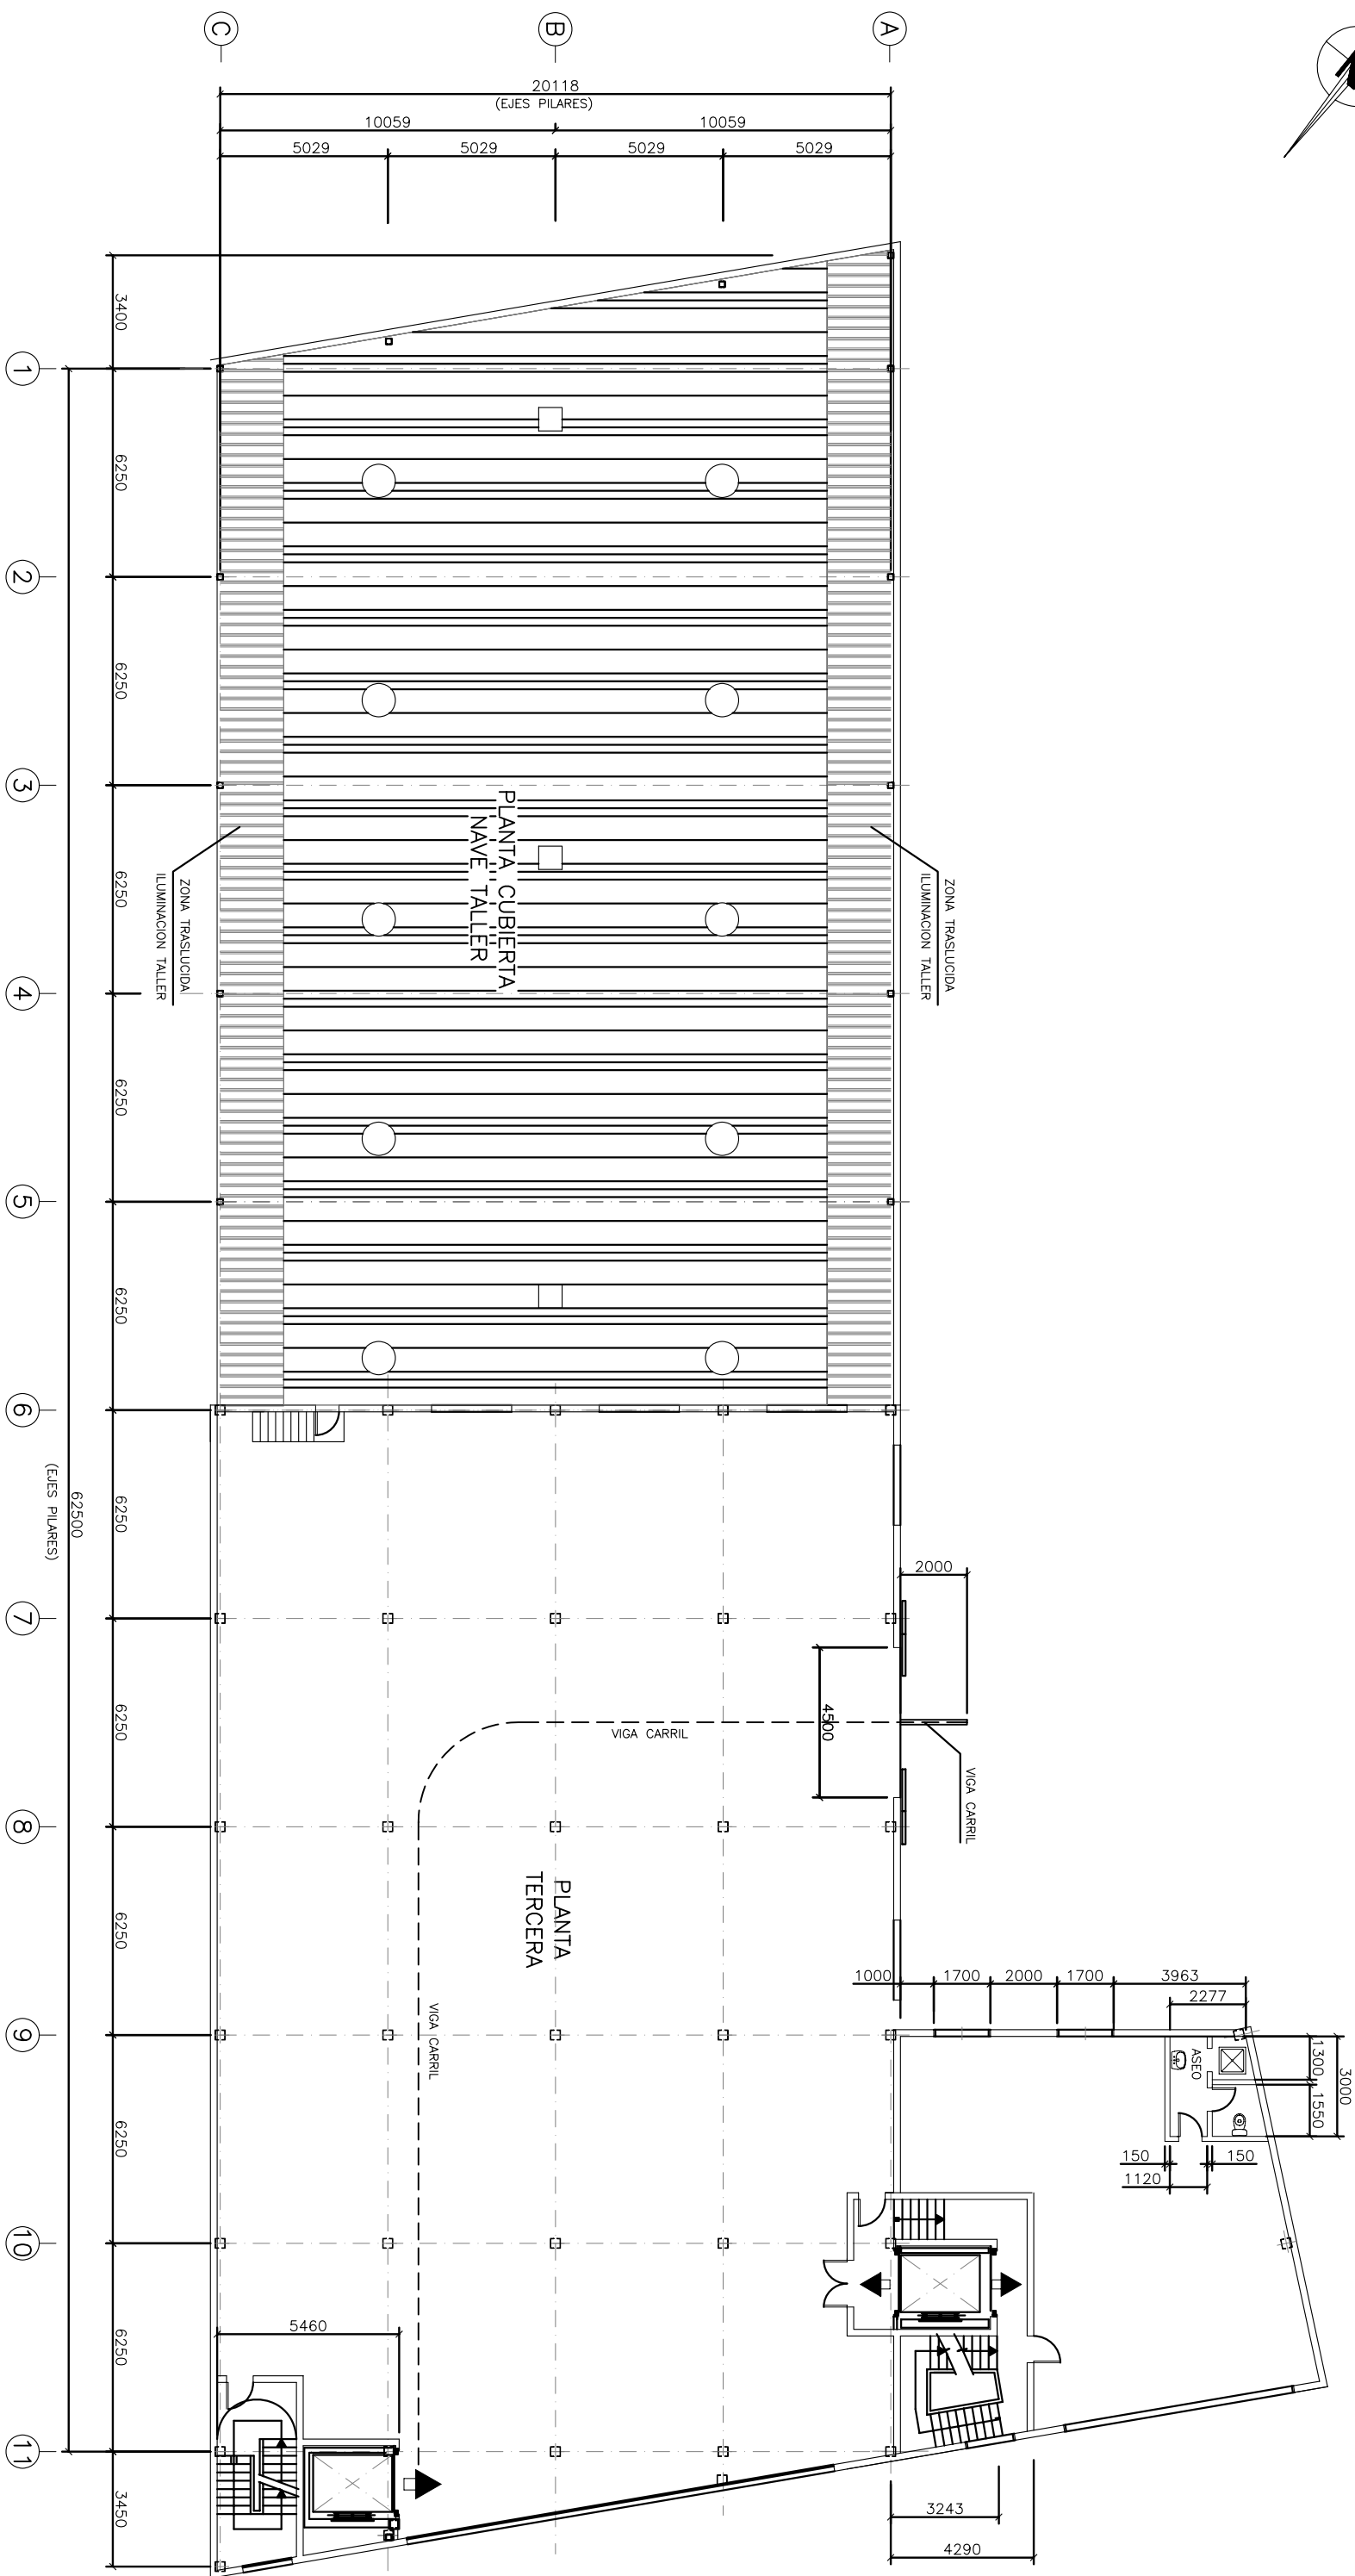 C
B
A
20118
(EJES PILARES)
10059
10059
5029
5029
5029
5029
3400
1
6250
2
6250
3
6250
4
6250
5
6250
6
6250
7
6250
8
6250
9
6250
10
6250
11
3450
62500
(EJES PILARES)
ZONA TRASLUCIDA
ILUMINACION TALLER
ZONA TRASLUCIDA
ILUMINACION TALLER
PLANTA CUBIERTA
NAVE TALLER
2000
4500
VIGA CARRIL
VIGA CARRIL
VIGA CARRIL
PLANTA
TERCERA
1000
1700
2000
1700
3963
2277
ASEO
1300
1550
3000
150
150
1120
5460
3243
4290